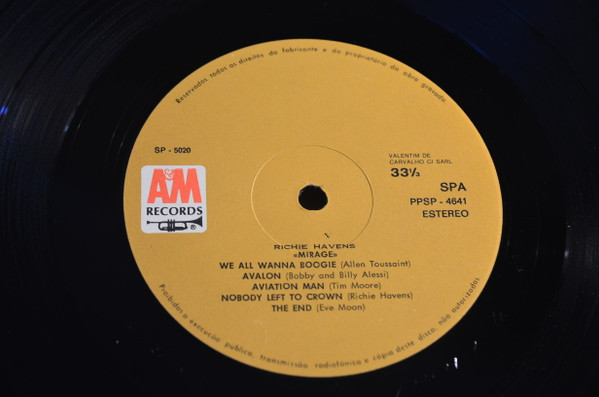 Reservados todos os direitos do fabricante e do proprietário da obra gravada
SP - 5020
A&M
RECORDS
®
VALENTIM DE
CARVALHO CI SARL
33⅓
SPA
PPSP - 4641
ESTEREO
RICHIE HAVENS
«MIRAGE»
WE ALL WANNA BOOGIE (Allen Toussaint)
AVALON (Bobby and Billy Alessi)
AVIATION MAN (Tim Moore)
NOBODY LEFT TO CROWN (Richie Havens)
THE END (Eve Moon)
Proibidas a execução pública, transmissão radiofónica e cópia deste disco, não autorizadas.